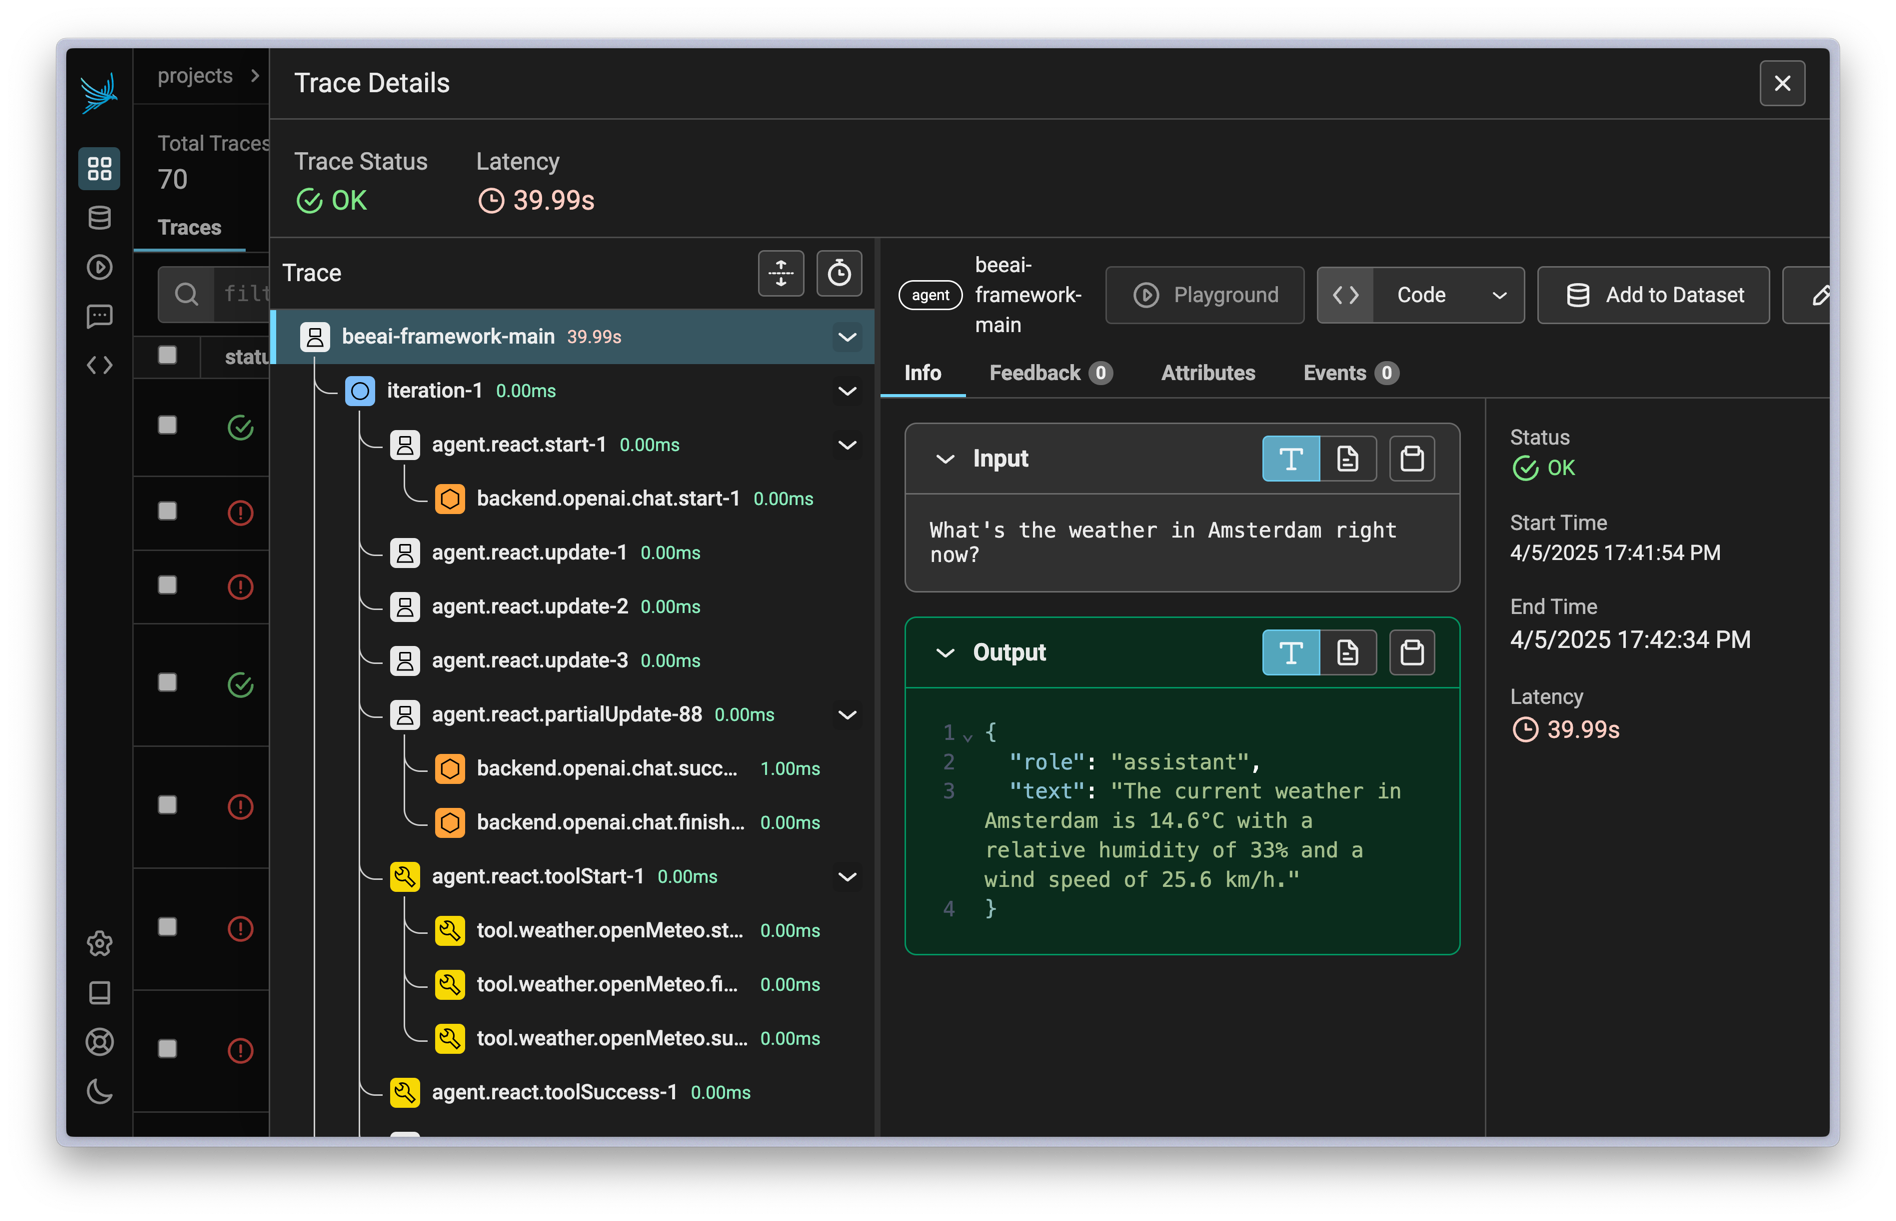 projects
Total Traces
70
Traces
Trace Details
Trace Status
OK
Latency
39.99s
Trace
beeai-framework-main 39.99s
iteration-1 0.00ms
agent.react.start-1 0.00ms
backend.openai.chat.start-1 0.00ms
agent.react.update-1 0.00ms
agent.react.update-2 0.00ms
agent.react.update-3 0.00ms
agent.react.partialUpdate-88 0.00ms
backend.openai.chat.succ... 1.00ms
backend.openai.chat.finish... 0.00ms
agent.react.toolStart-1 0.00ms
tool.weather.openMeteo.st... 0.00ms
tool.weather.openMeteo.fi... 0.00ms
tool.weather.openMeteo.su... 0.00ms
agent.react.toolSuccess-1 0.00ms
agent
beeai-
framework-
main
Playground
Code
Add to Dataset
Info
Feedback 0
Attributes
Events 0
Input
What's the weather in Amsterdam right
now?
Output
1 {
2 "role": "assistant",
3 "text": "The current weather in
Amsterdam is 14.6°C with a
relative humidity of 33% and a
wind speed of 25.6 km/h."
4 }
Status
OK
Start Time
4/5/2025 17:41:54 PM
End Time
4/5/2025 17:42:34 PM
Latency
39.99s